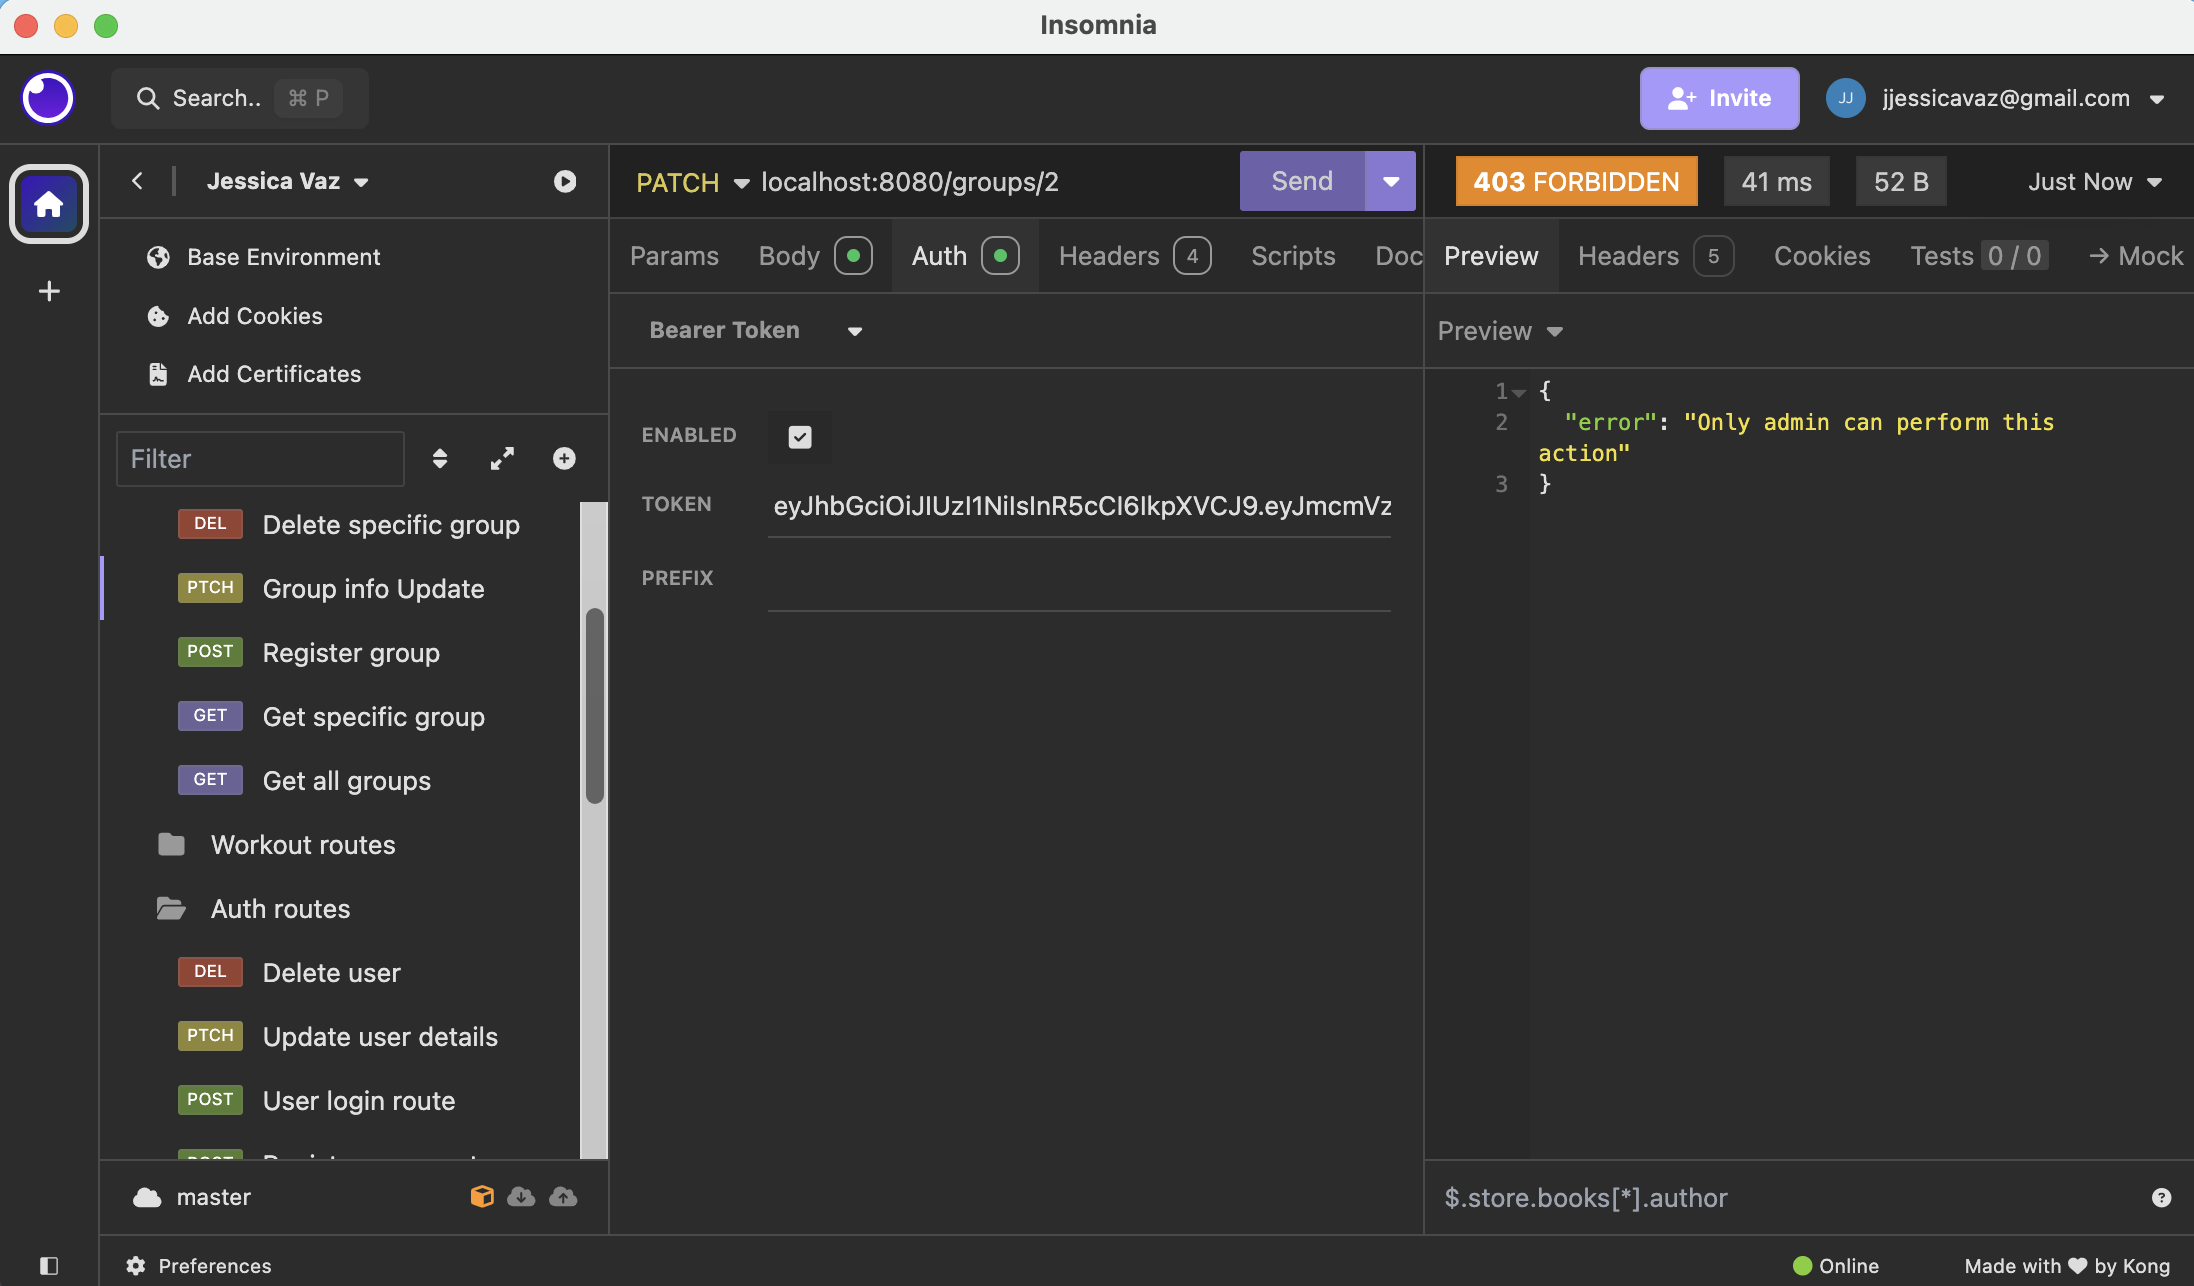 Insomnia
Search.. ⌘ P
Invite
JJ jjessicavaz@gmail.com
Jessica Vaz
Base Environment
Add Cookies
Add Certificates
Filter
DEL Delete specific group
PTCH Group info Update
POST Register group
GET Get specific group
GET Get all groups
Workout routes
Auth routes
DEL Delete user
PTCH Update user details
POST User login route
master
PATCH localhost:8080/groups/2
Send
Params Body Auth Headers 4 Scripts Doc
Bearer Token
ENABLED
TOKEN eyJhbGciOiJIUzI1NiIsInR5cCI6IkpXVCJ9.eyJmcmVz
PREFIX
403 FORBIDDEN 41 ms 52 B Just Now
Preview Headers 5 Cookies Tests 0 / 0 → Mock
Preview
1 {
2 "error": "Only admin can perform this
action"
3 }
$.store.books[*].author ?
Preferences
Online
Made with ♥ by Kong